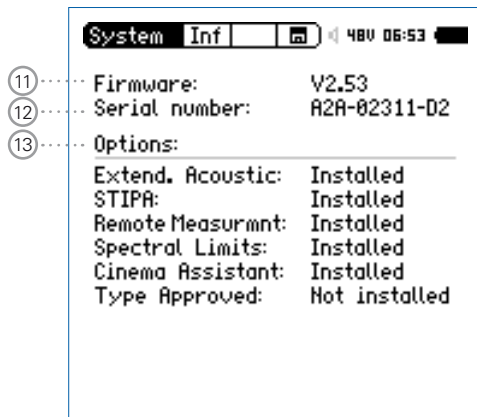 System Inf 48V 06:53
11 Firmware: V2.53
12 Serial number: A2A-02311-D2
13 Options:
Extend. Acoustic: Installed
STIPA: Installed
Remote Measurmnt: Installed
Spectral Limits: Installed
Cinema Assistant: Installed
Type Approved: Not installed